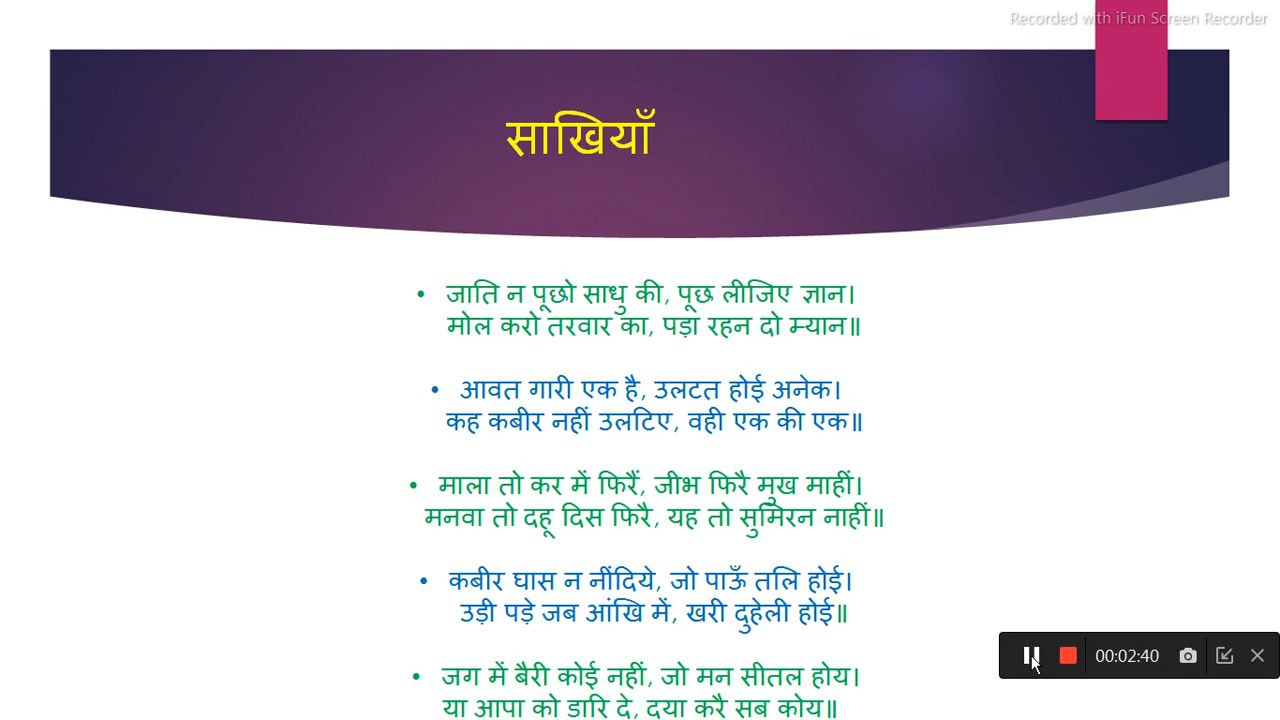 Recorded with iFun Screen Recorder
साखियाँ
• जाति न पूछो साधु की, पूछ लीजिए ज्ञान।
मोल करो तरवार का, पड़ा रहन दो म्यान॥
• आवत गारी एक है, उलटत होई अनेक।
कह कबीर नहीं उलटिए, वही एक की एक॥
• माला तो कर में फिरैं, जीभ फिरै मुख माहीं।
मनवा तो दहू दिस फिरै, यह तो सुमिरन नाहीं॥
• कबीर घास न नींदिये, जो पाऊँ तलि होई।
उड़ी पड़े जब आंखि में, खरी दुहेली होई॥
• जग में बैरी कोई नहीं, जो मन सीतल होय।
या आपा को डारि दे, दया करै सब कोय॥
00:02:40